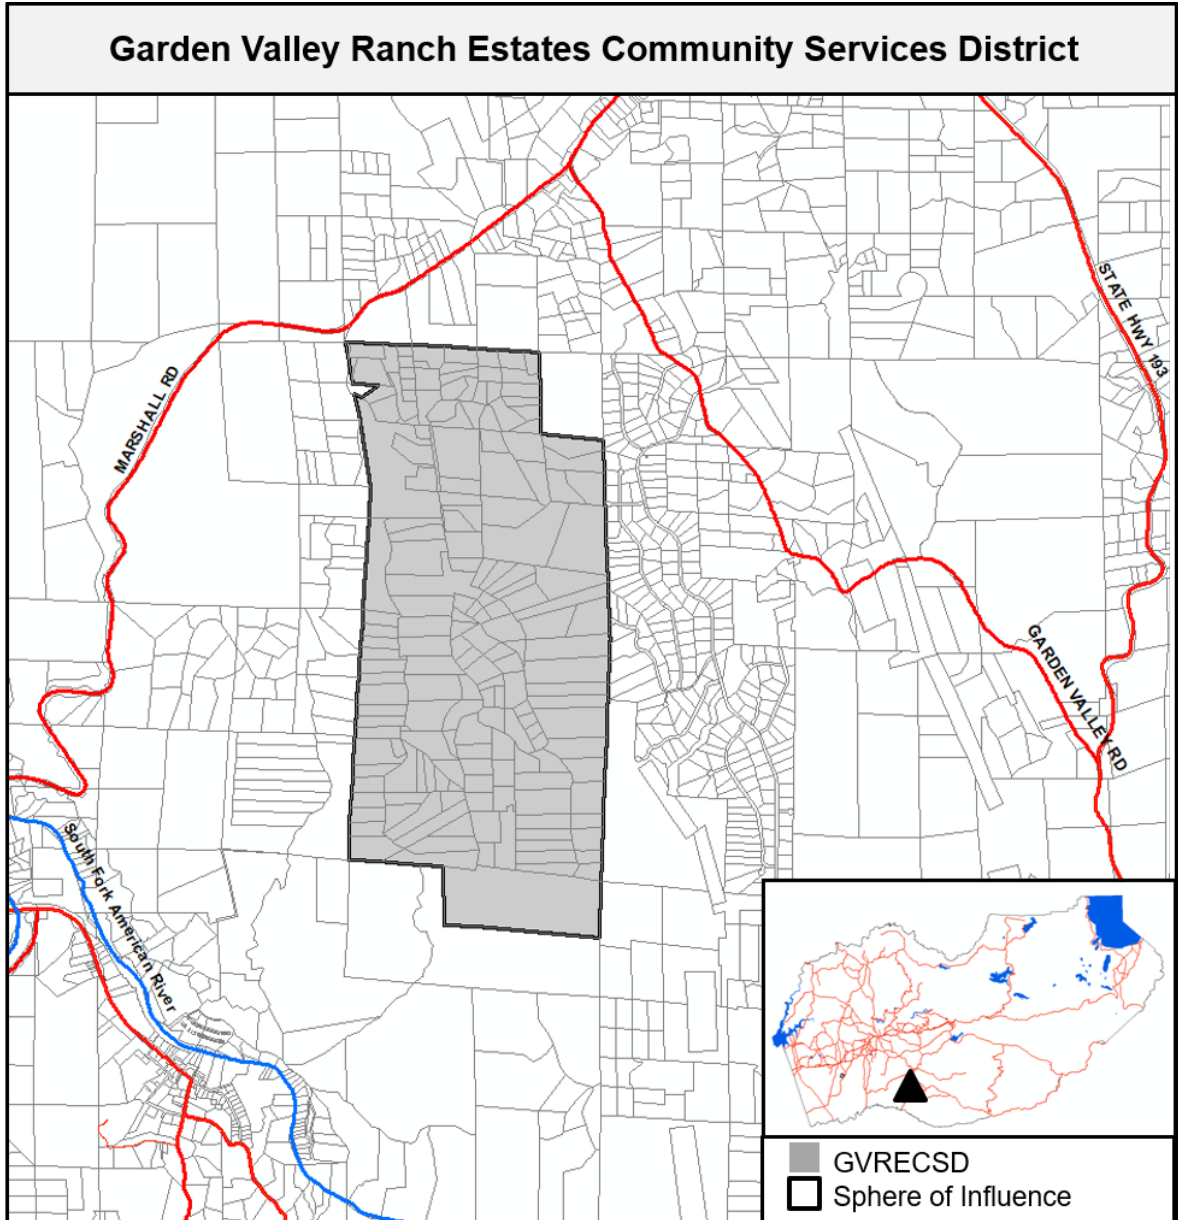 Garden Valley Ranch Estates Community Services District
STATE HWY 193
MARSHALL RD
GARDEN VALLEY RD
South Fork American River
GVRECSD
Sphere of Influence